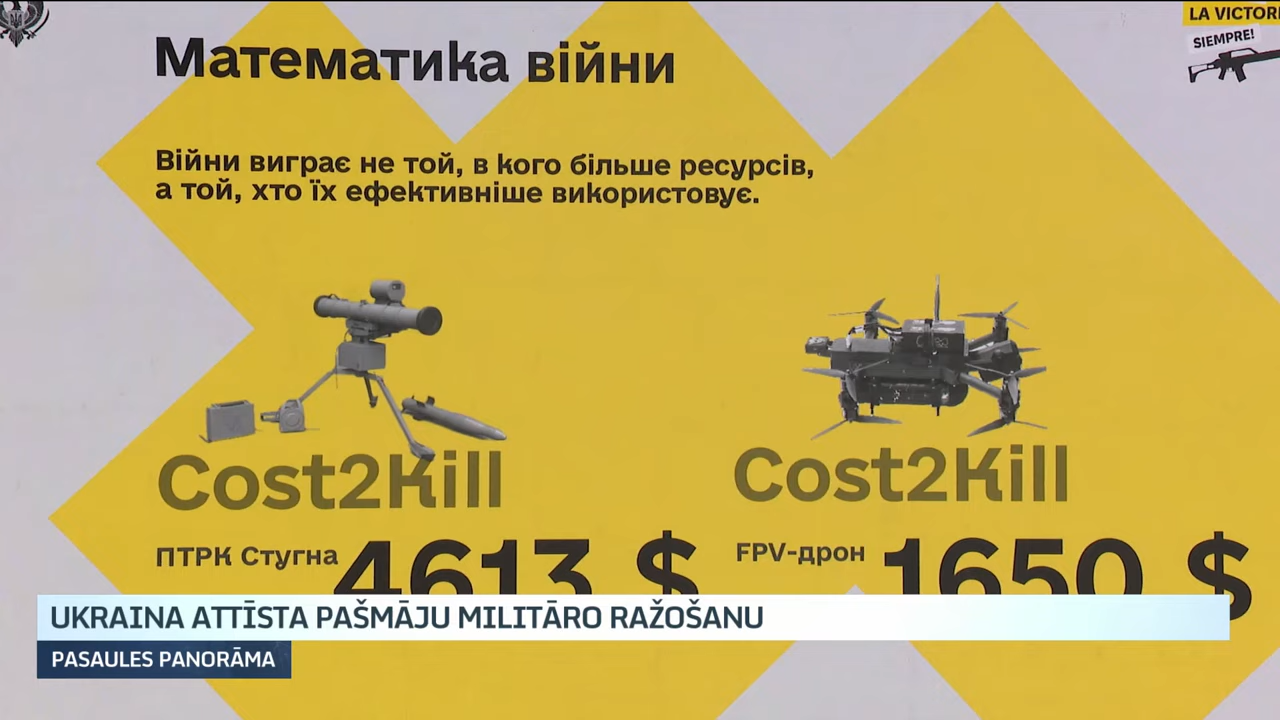 Математика війни
LA VICTORI
SIEMPRE!
Війни виграє не той, в кого більше ресурсів,
а той, хто їх ефективніше використовує.
Cost2Kill
Cost2Kill
ПТРК Стугна 4613 $
FPV-дрон 1650 $
UKRAINA ATTĪSTA PAŠMĀJU MILITĀRO RAŽOŠANU
PASAULES PANORĀMA